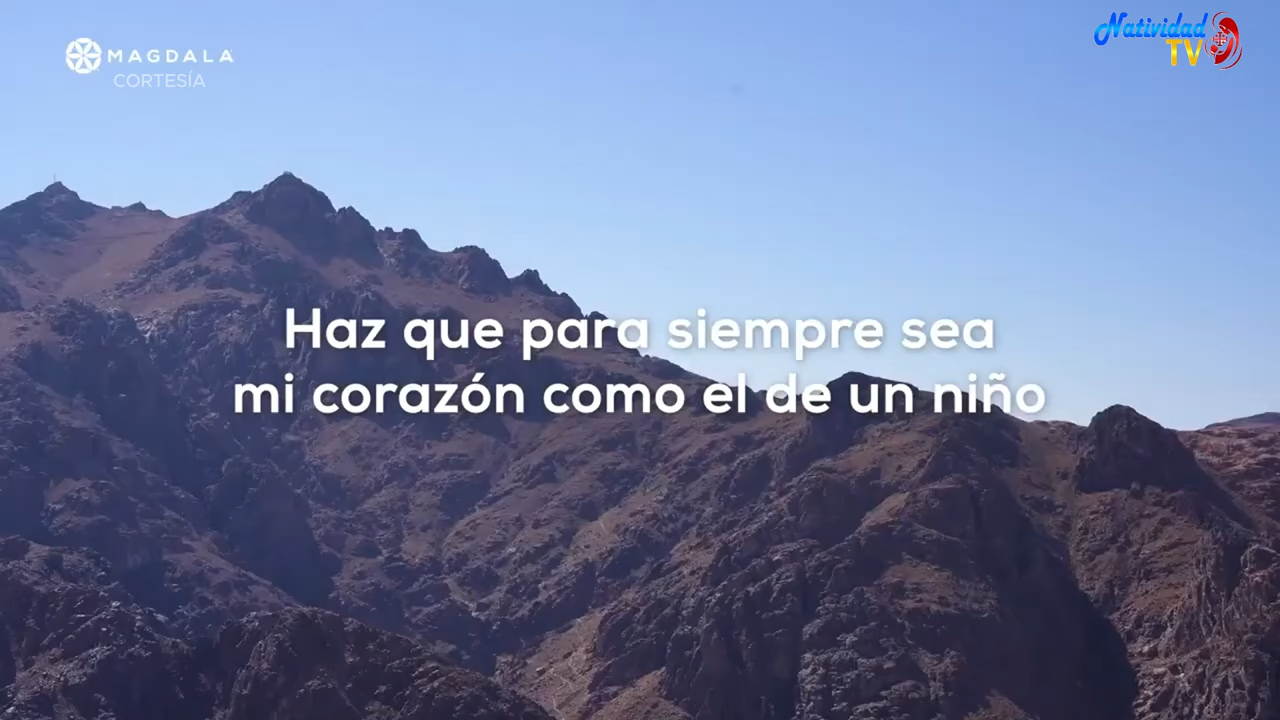 MAGDALA
CORTESÍA
Natividad
TV
Haz que para siempre sea
mi corazón como el de un niño